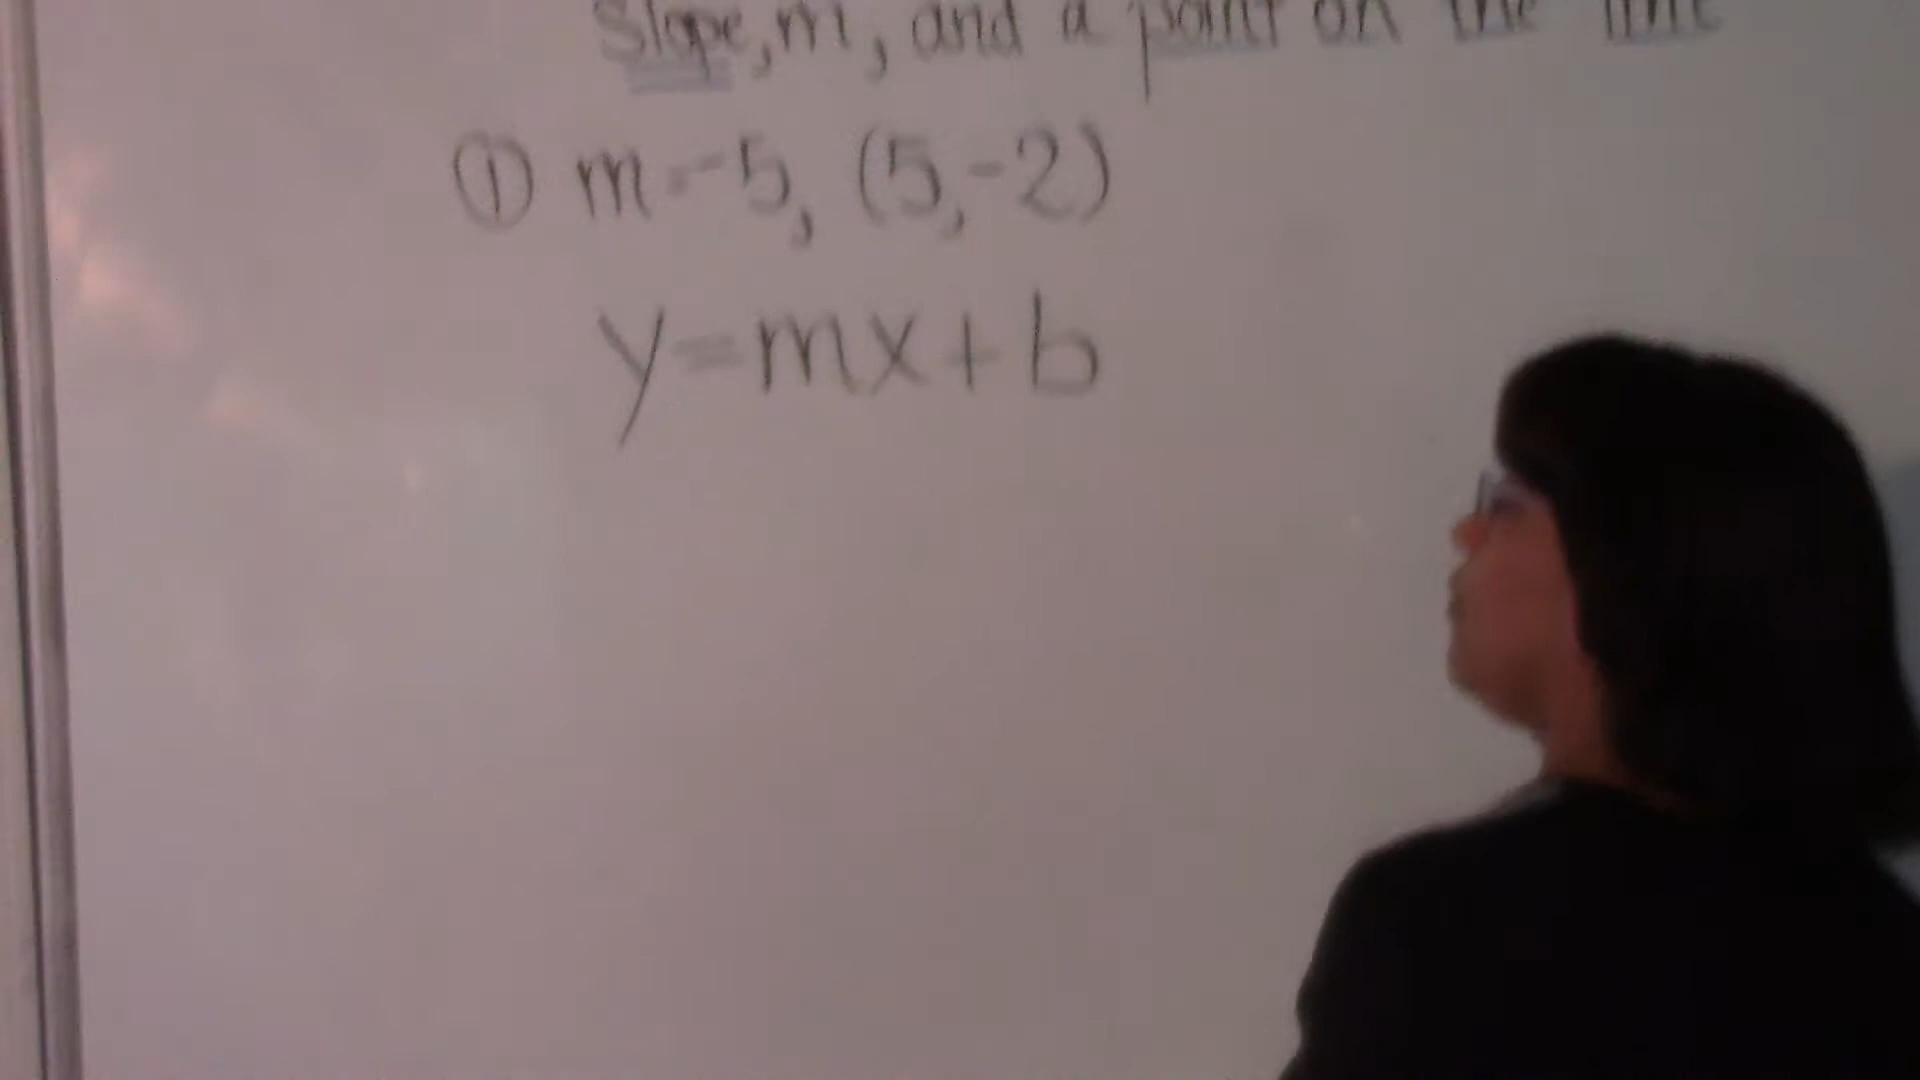 Slope, m, and a point on the line
① m=-5, (5,-2)
y=mx+b